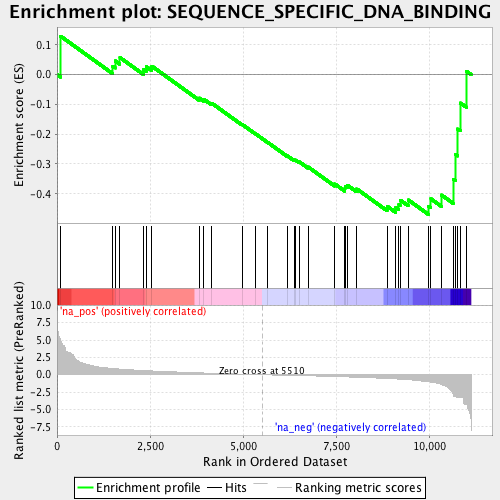 Enrichment plot: SEQUENCE_SPECIFIC_DNA_BINDING
Enrichment score (ES)
0.1
0.0
-0.1
-0.2
-0.3
-0.4
'na_pos' (positively correlated)
Ranked list metric (PreRanked)
10.0
7.5
5.0
2.5
0.0
-2.5
-5.0
-7.5
Zero cross at 5510
'na_neg' (negatively correlated)
0
2,500
5,000
7,500
10,000
Rank in Ordered Dataset
Enrichment profile
Hits
Ranking metric scores